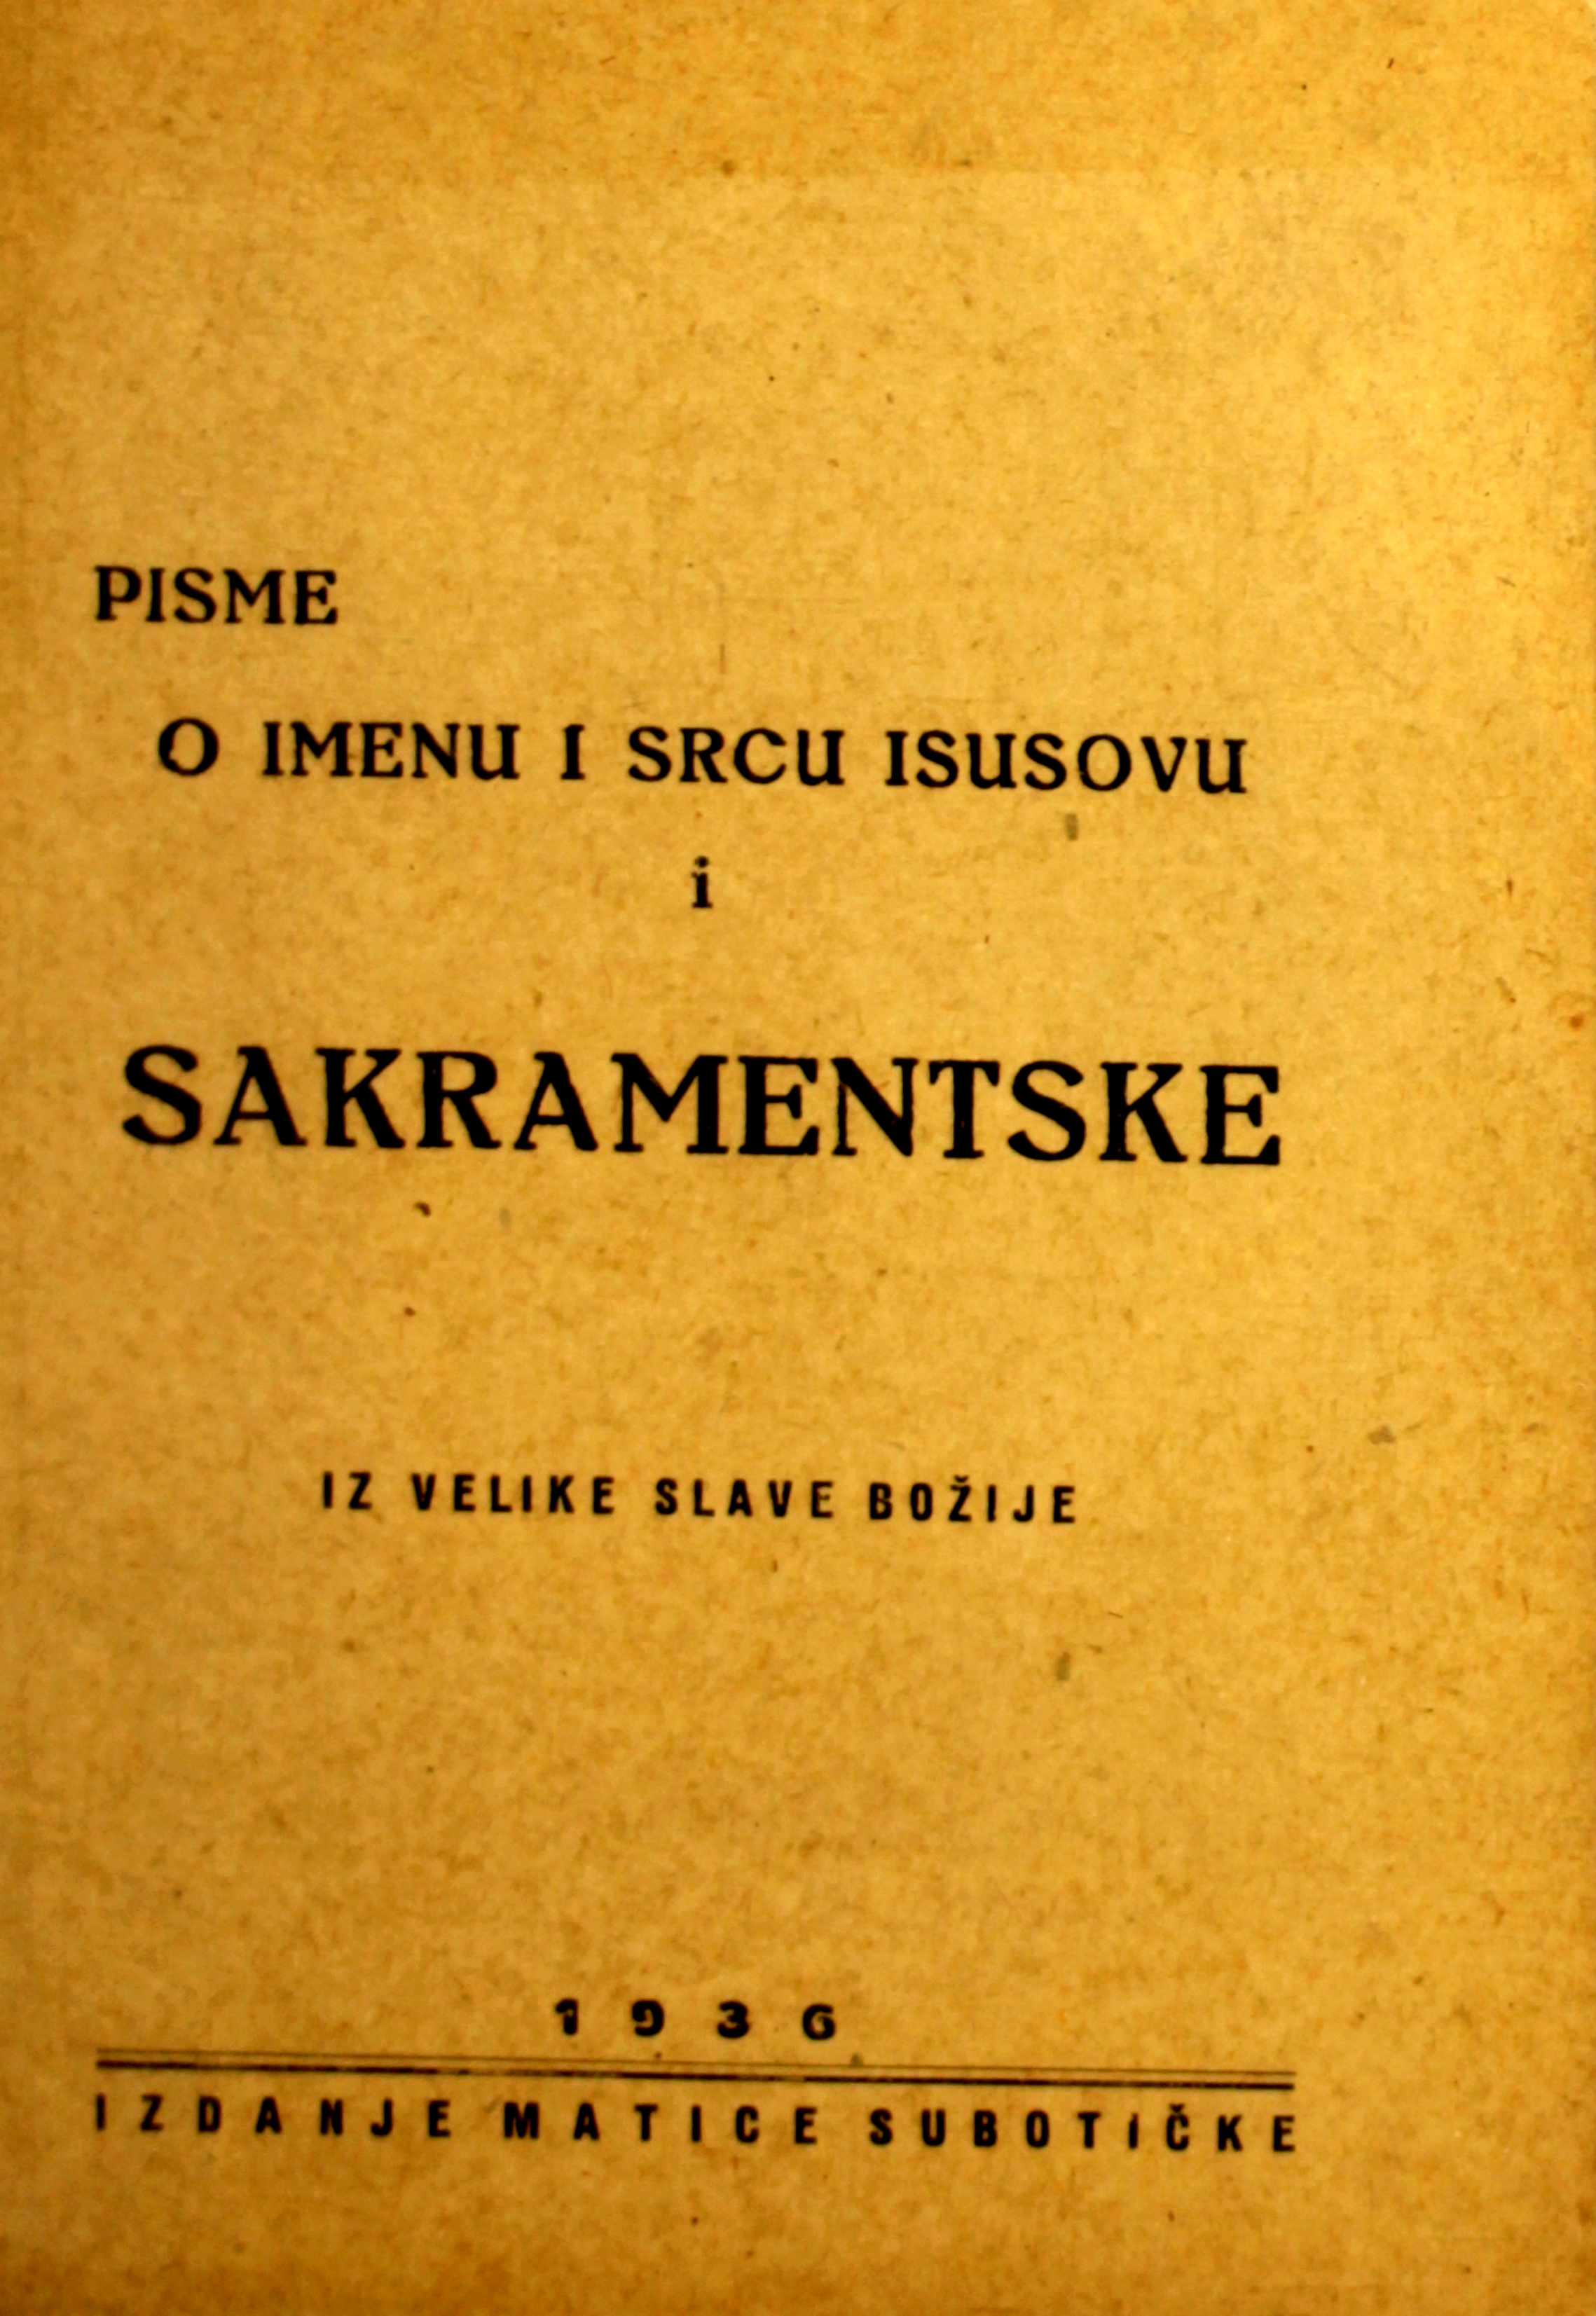 PISME
O IMENU I SRCU ISUSOVU
i
SAKRAMENTSKE
IZ VELIKE SLAVE BOŽIJE
1936
IZDANJE MATICE SUBOTIČKE